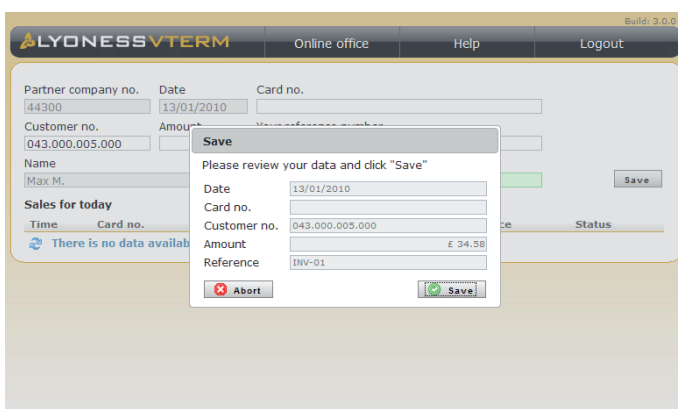 Build: 3.0.0
LYONESSVTERM Online office Help Logout
Partner company no. Date Card no.
44300 13/01/2010
Customer no. Amount Your reference number
043.000.005.000
Name
Max M.
Save
Sales for today
Time Card no. Status
There is no data availab
Save
Please review your data and click "Save"
Date 13/01/2010
Card no.
Customer no. 043.000.005.000
Amount £ 34.58
Reference INV-01
Abort Save